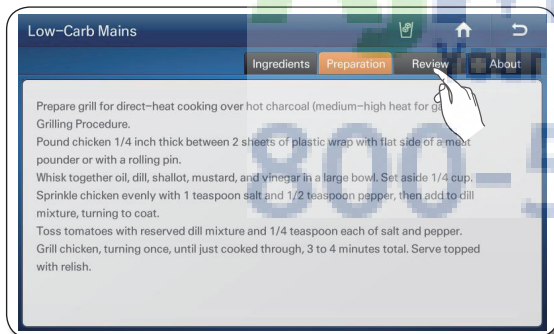 Low-Carb Mains
Ingredients Preparation Review About
Prepare grill for direct-heat cooking over hot charcoal (medium-high heat for
Grilling Procedure.
Pound chicken 1/4 inch thick between 2 sheets of plastic wrap with flat side of a meat
pounder or with a rolling pin.
Whisk together oil, dill, shallot, mustard, and vinegar in a large bowl. Set aside 1/4 cup.
Sprinkle chicken evenly with 1 teaspoon salt and 1/2 teaspoon pepper, then add to dill
mixture, turning to coat.
Toss tomatoes with reserved dill mixture and 1/4 teaspoon each of salt and pepper.
Grill chicken, turning once, until just cooked through, 3 to 4 minutes total. Serve topped
with relish.
Your
800-5